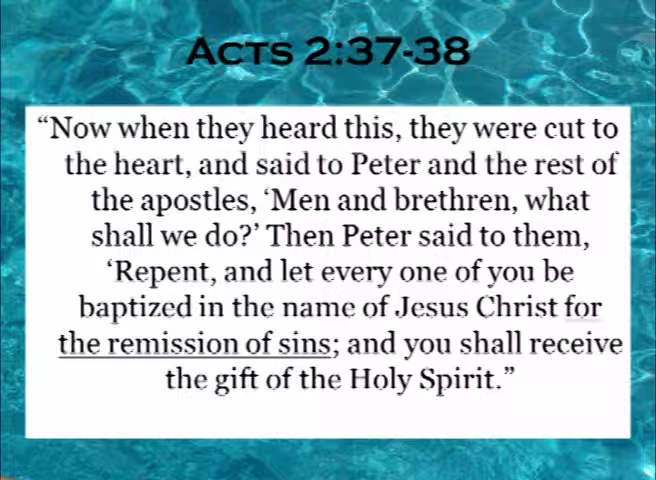 ACTS 2:37-38
“Now when they heard this, they were cut to
the heart, and said to Peter and the rest of
the apostles, ‘Men and brethren, what
shall we do?’ Then Peter said to them,
‘Repent, and let every one of you be
baptized in the name of Jesus Christ for
the remission of sins; and you shall receive
the gift of the Holy Spirit.”